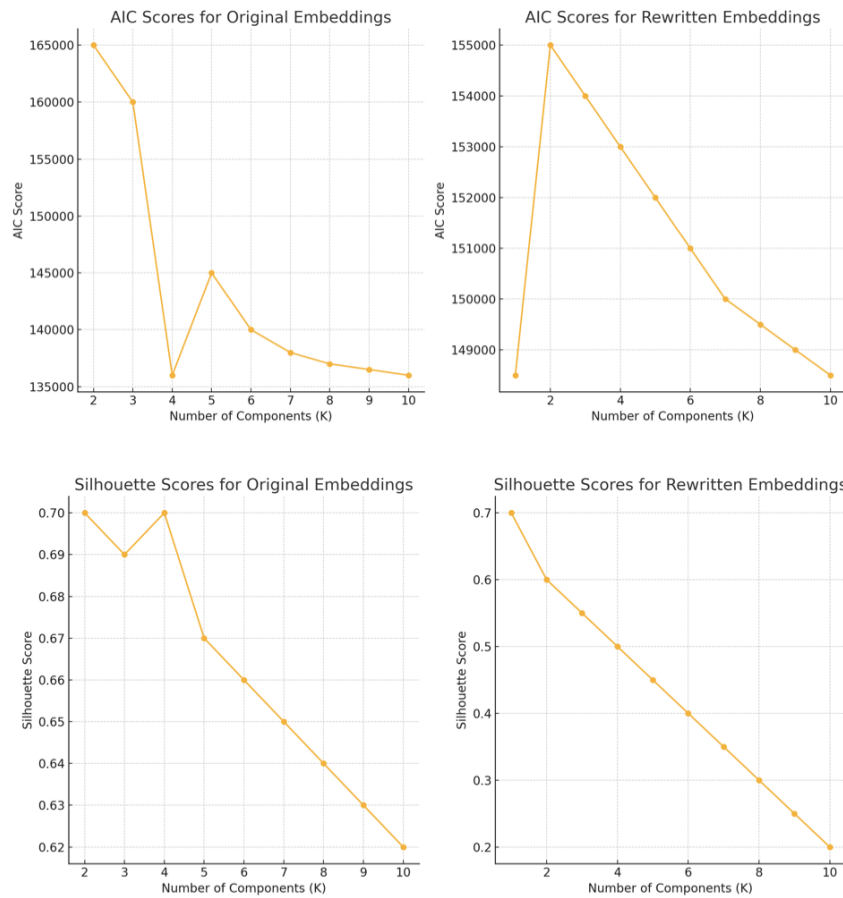 AIC Scores for Original Embeddings
165000
160000
155000
150000
145000
140000
135000
AIC Score
2 3 4 5 6 7 8 9 10
Number of Components (K)
AIC Scores for Rewritten Embeddings
155000
154000
153000
152000
151000
150000
149000
AIC Score
2 4 6 8 10
Number of Components (K)
Silhouette Scores for Original Embeddings
0.70
0.69
0.68
0.67
0.66
0.65
0.64
0.63
0.62
Silhouette Score
2 3 4 5 6 7 8 9 10
Number of Components (K)
Silhouette Scores for Rewritten Embeddings
0.7
0.6
0.5
0.4
0.3
0.2
Silhouette Score
2 4 6 8 10
Number of Components (K)